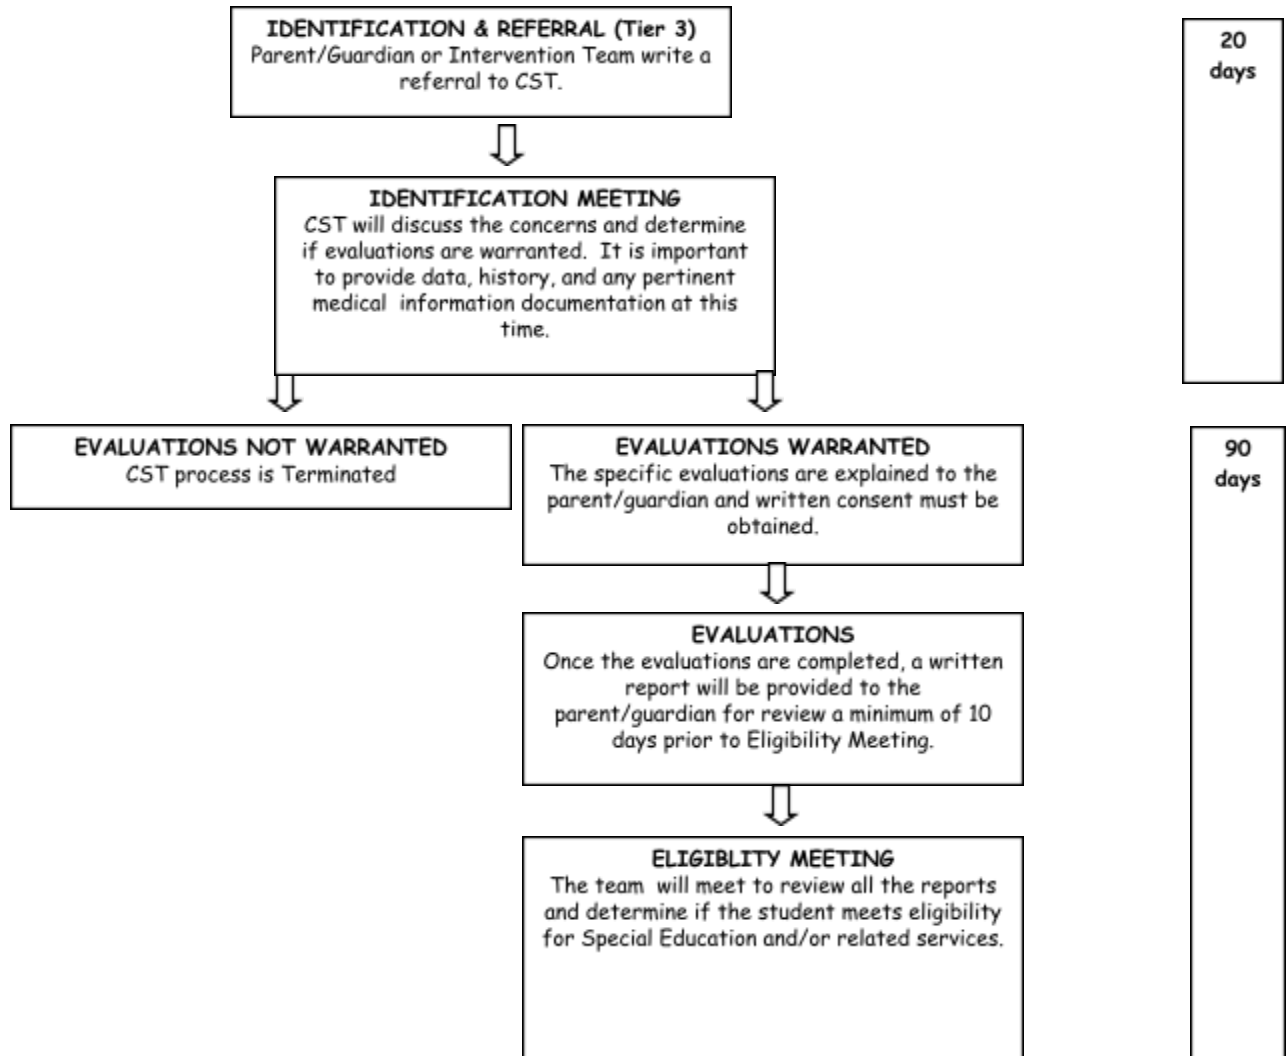 IDENTIFICATION & REFERRAL (Tier 3)
Parent/Guardian or Intervention Team write a
referral to CST.
20
days
IDENTIFICATION MEETING
CST will discuss the concerns and determine
if evaluations are warranted. It is important
to provide data, history, and any pertinent
medical information documentation at this
time.
EVALUATIONS NOT WARRANTED
CST process is Terminated
EVALUATIONS WARRANTED
The specific evaluations are explained to the
parent/guardian and written consent must be
obtained.
90
days
EVALUATIONS
Once the evaluations are completed, a written
report will be provided to the
parent/guardian for review a minimum of 10
days prior to Eligibility Meeting.
ELIGIBLITY MEETING
The team will meet to review all the reports
and determine if the student meets eligibility
for Special Education and/or related services.